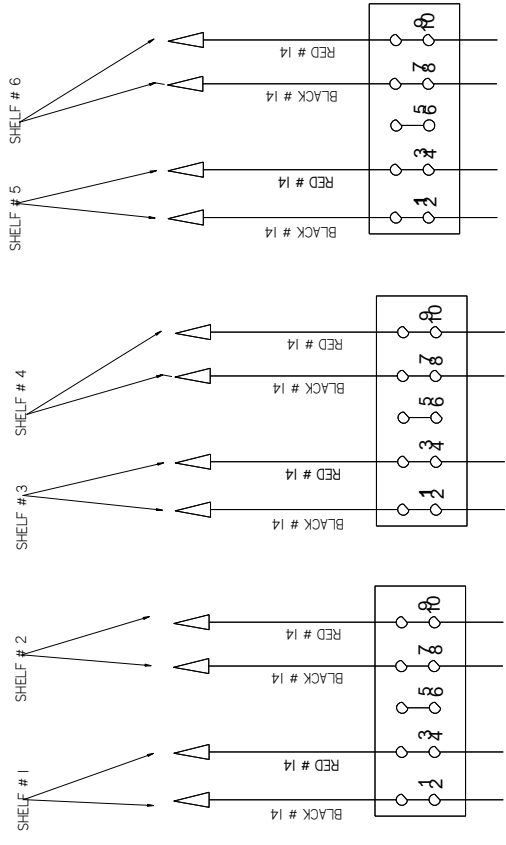 SHELF # 6
RED # 14
BLACK # 14
9 10
7 8
5 6
SHELF # 5
RED # 14
BLACK # 14
3 4
1 2
SHELF # 4
RED # 14
BLACK # 14
9 10
7 8
5 6
SHELF # 3
RED # 14
BLACK # 14
3 4
1 2
SHELF # 2
RED # 14
BLACK # 14
9 10
7 8
5 6
SHELF # 1
RED # 14
BLACK # 14
3 4
1 2